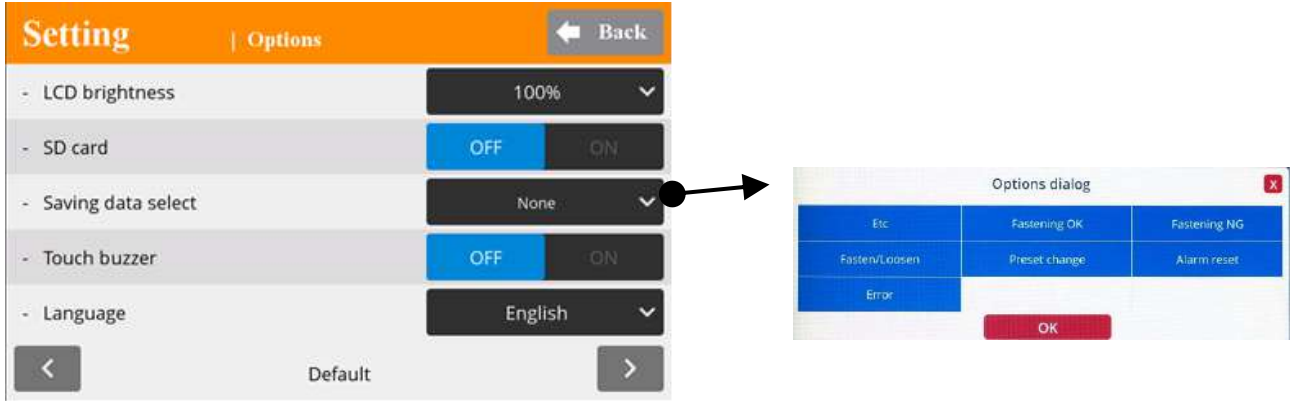 Setting | Options Back
- LCD brightness 100%
- SD card OFF ON
- Saving data select None
- Touch buzzer OFF ON
- Language English
Default
Options dialog X
Etc Fastening OK Fastening NG
Fasten/Loosen Preset change Alarm reset
Error
OK